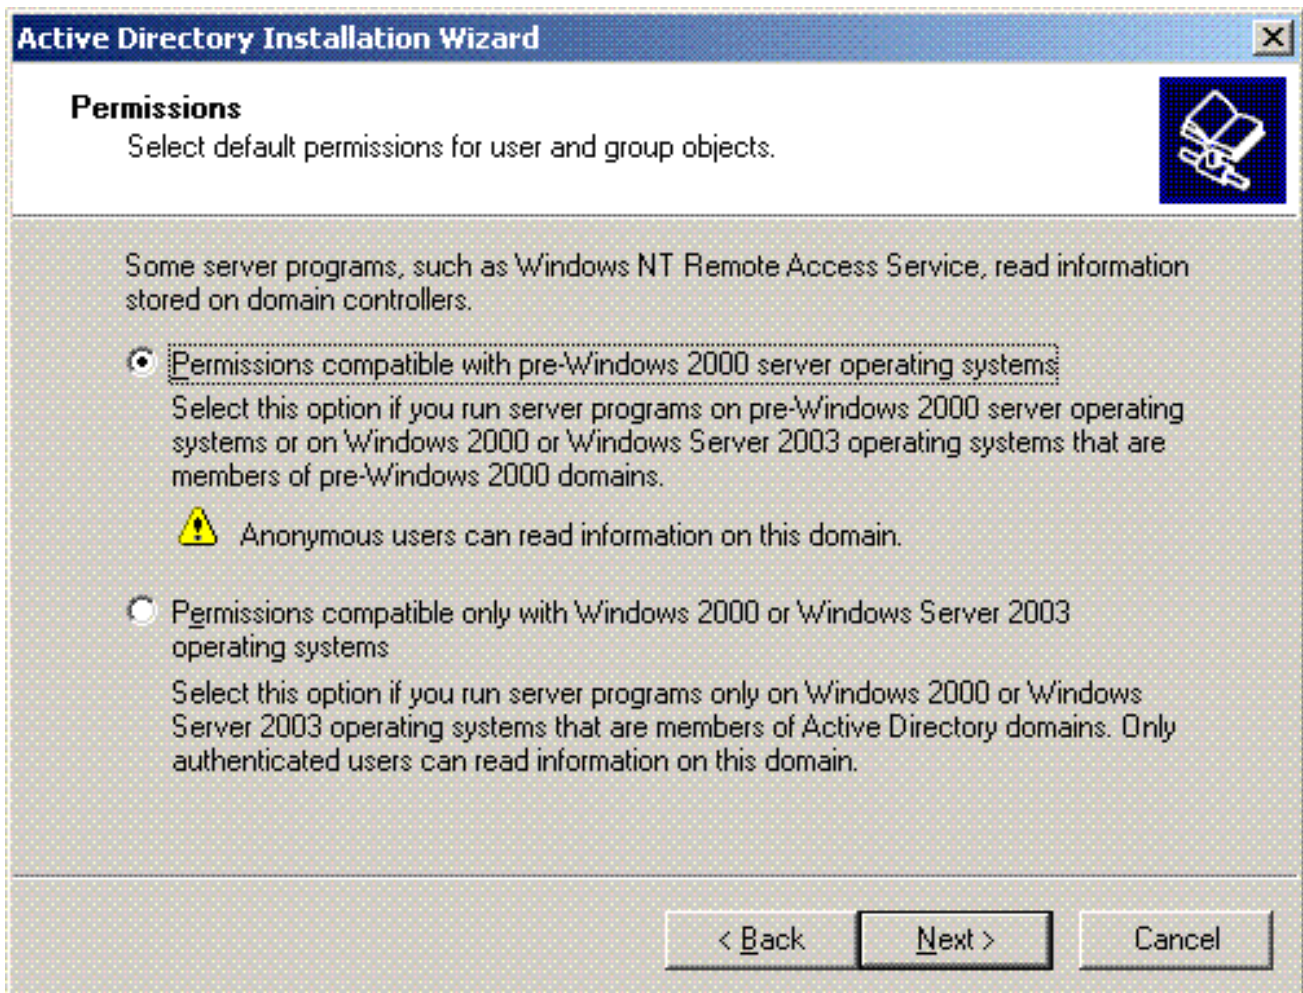 Active Directory Installation Wizard
Permissions
Select default permissions for user and group objects.
Some server programs, such as Windows NT Remote Access Service, read information
stored on domain controllers.
Permissions compatible with pre-Windows 2000 server operating systems
Select this option if you run server programs on pre-Windows 2000 server operating
systems or on Windows 2000 or Windows Server 2003 operating systems that are
members of pre-Windows 2000 domains.
Anonymous users can read information on this domain.
Permissions compatible only with Windows 2000 or Windows Server 2003
operating systems
Select this option if you run server programs only on Windows 2000 or Windows
Server 2003 operating systems that are members of Active Directory domains. Only
authenticated users can read information on this domain.
< Back Next > Cancel